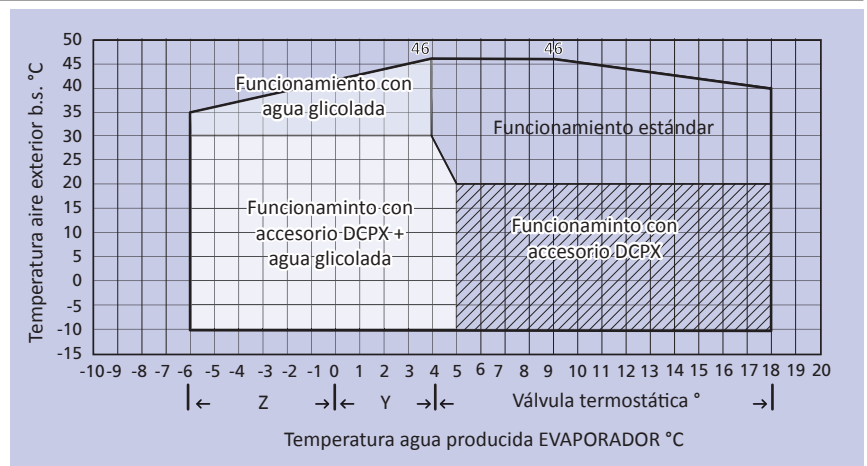 Temperatura aire exterior b.s. °C
50
45
40
35
30
25
20
15
10
5
0
-5
-10
-15
46
46
Funcionamiento con
agua glicolada
Funcionamiento estándar
Funcionaminto con
accesorio DCPX +
agua glicolada
Funcionaminto con
accesorio DCPX
-10 -9 -8 -7 -6 -5 -4 -3 -2 -1 0 1 2 3 4 5 6 7 8 9 10 11 12 13 14 15 16 17 18 19 20
Z Y Válvula termostática °
Temperatura agua producida EVAPORADOR °C